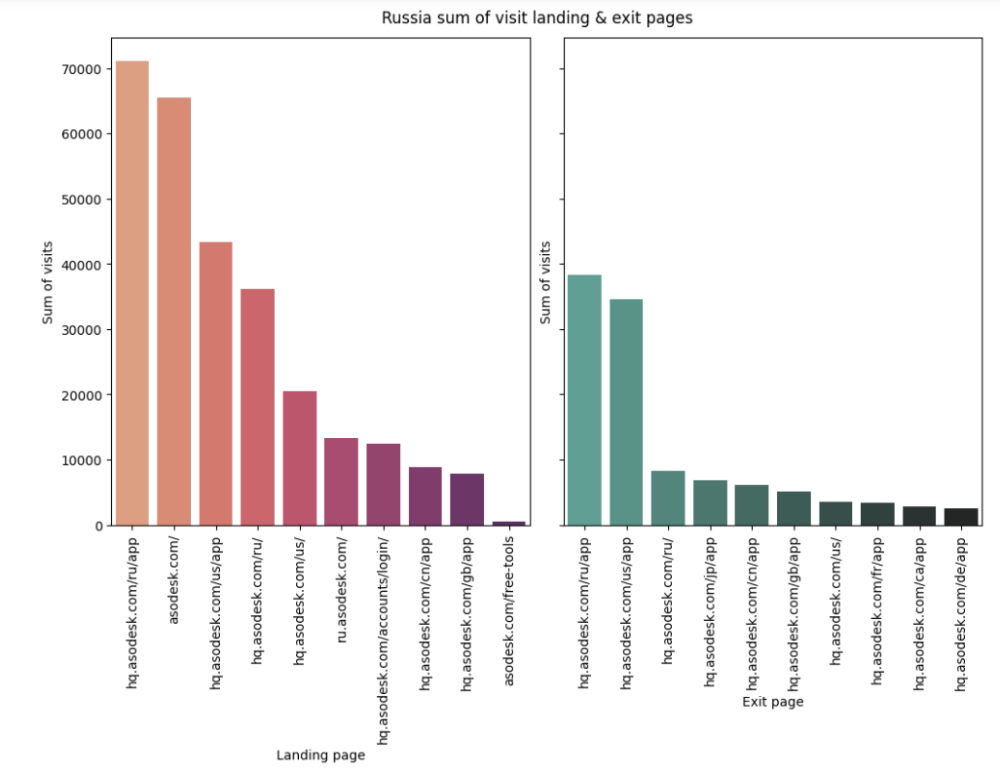 Russia sum of visit landing & exit pages
Sum of visits
70000
60000
50000
40000
30000
20000
10000
0
hq.asodesk.com/ru/app
asodesk.com/
hq.asodesk.com/us/app
hq.asodesk.com/ru/
hq.asodesk.com/us/
ru.asodesk.com/
hq.asodesk.com/accounts/login/
hq.asodesk.com/cn/app
hq.asodesk.com/gb/app
asodesk.com/free-tools
Landing page
Sum of visits
hq.asodesk.com/ru/app
hq.asodesk.com/us/app
hq.asodesk.com/ru/
hq.asodesk.com/jp/app
hq.asodesk.com/cn/app
hq.asodesk.com/gb/app
hq.asodesk.com/us/
hq.asodesk.com/fr/app
hq.asodesk.com/ca/app
hq.asodesk.com/de/app
Exit page